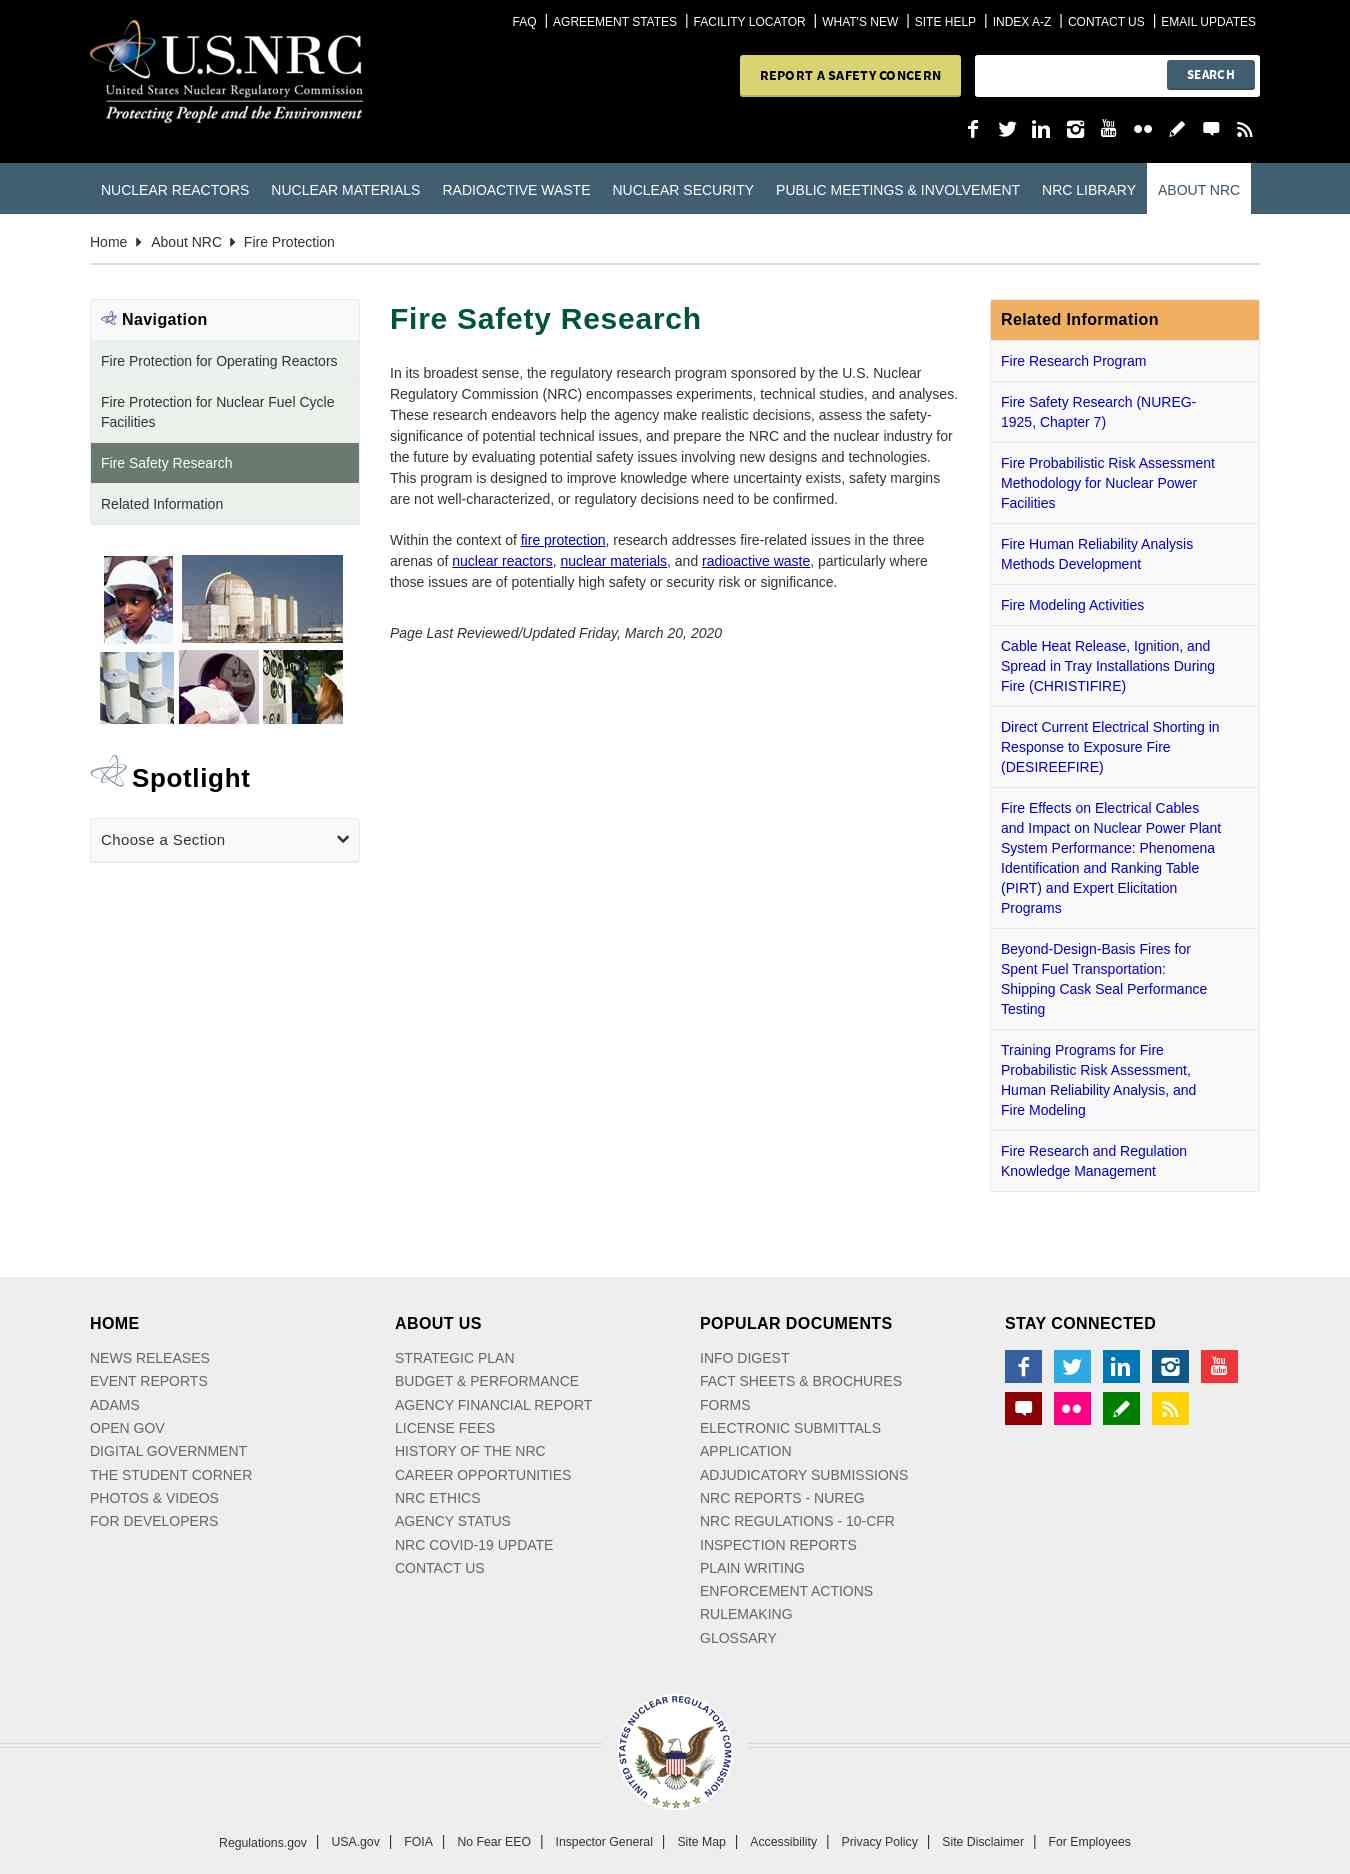 FAQ | AGREEMENT STATES | FACILITY LOCATOR | WHAT'S NEW | SITE HELP | INDEX A-Z | CONTACT US | EMAIL UPDATES
U.S.NRC
United States Nuclear Regulatory Commission
Protecting People and the Environment
REPORT A SAFETY CONCERN
SEARCH
You
Tube
NUCLEAR REACTORS NUCLEAR MATERIALS RADIOACTIVE WASTE NUCLEAR SECURITY PUBLIC MEETINGS & INVOLVEMENT NRC LIBRARY ABOUT NRC
Home About NRC Fire Protection
Navigation
Fire Protection for Operating Reactors
Fire Protection for Nuclear Fuel Cycle
Facilities
Fire Safety Research
Related Information
Spotlight
Choose a Section
Fire Safety Research
In its broadest sense, the regulatory research program sponsored by the U.S. Nuclear
Regulatory Commission (NRC) encompasses experiments, technical studies, and analyses.
These research endeavors help the agency make realistic decisions, assess the safety-
significance of potential technical issues, and prepare the NRC and the nuclear industry for
the future by evaluating potential safety issues involving new designs and technologies.
This program is designed to improve knowledge where uncertainty exists, safety margins
are not well-characterized, or regulatory decisions need to be confirmed.
Within the context of fire protection, research addresses fire-related issues in the three
arenas of nuclear reactors, nuclear materials, and radioactive waste, particularly where
those issues are of potentially high safety or security risk or significance.
Page Last Reviewed/Updated Friday, March 20, 2020
Related Information
Fire Research Program
Fire Safety Research (NUREG-
1925, Chapter 7)
Fire Probabilistic Risk Assessment
Methodology for Nuclear Power
Facilities
Fire Human Reliability Analysis
Methods Development
Fire Modeling Activities
Cable Heat Release, Ignition, and
Spread in Tray Installations During
Fire (CHRISTIFIRE)
Direct Current Electrical Shorting in
Response to Exposure Fire
(DESIREEFIRE)
Fire Effects on Electrical Cables
and Impact on Nuclear Power Plant
System Performance: Phenomena
Identification and Ranking Table
(PIRT) and Expert Elicitation
Programs
Beyond-Design-Basis Fires for
Spent Fuel Transportation:
Shipping Cask Seal Performance
Testing
Training Programs for Fire
Probabilistic Risk Assessment,
Human Reliability Analysis, and
Fire Modeling
Fire Research and Regulation
Knowledge Management
HOME
NEWS RELEASES
EVENT REPORTS
ADAMS
OPEN GOV
DIGITAL GOVERNMENT
THE STUDENT CORNER
PHOTOS & VIDEOS
FOR DEVELOPERS
ABOUT US
STRATEGIC PLAN
BUDGET & PERFORMANCE
AGENCY FINANCIAL REPORT
LICENSE FEES
HISTORY OF THE NRC
CAREER OPPORTUNITIES
NRC ETHICS
AGENCY STATUS
NRC COVID-19 UPDATE
CONTACT US
POPULAR DOCUMENTS
INFO DIGEST
FACT SHEETS & BROCHURES
FORMS
ELECTRONIC SUBMITTALS
APPLICATION
ADJUDICATORY SUBMISSIONS
NRC REPORTS - NUREG
NRC REGULATIONS - 10-CFR
INSPECTION REPORTS
PLAIN WRITING
ENFORCEMENT ACTIONS
RULEMAKING
GLOSSARY
STAY CONNECTED
You
Tube
UNITED STATES NUCLEAR REGULATORY COMMISSION
Regulations.gov | USA.gov | FOIA | No Fear EEO | Inspector General | Site Map | Accessibility | Privacy Policy | Site Disclaimer | For Employees